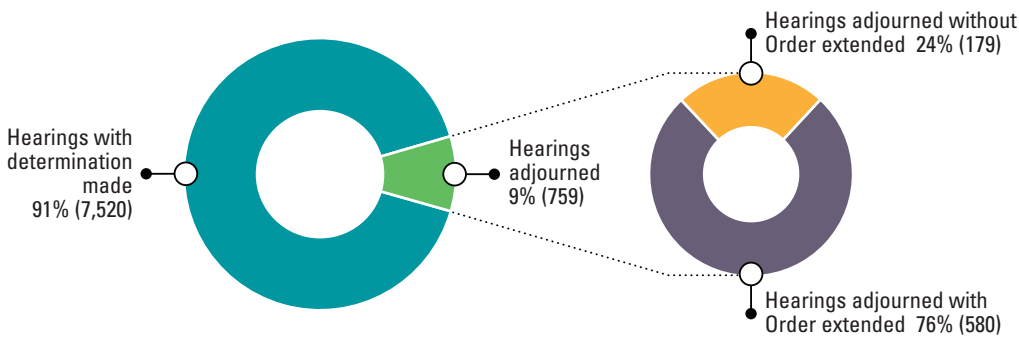 Hearings with
determination
made
91% (7,520)
Hearings
adjourned
9% (759)
Hearings adjourned without
Order extended 24% (179)
Hearings adjourned with
Order extended 76% (580)